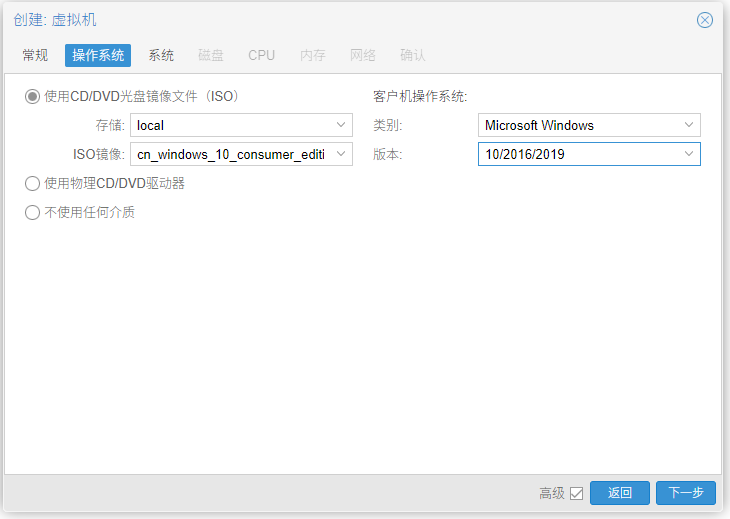 创建: 虚拟机
常规 操作系统 系统 磁盘 CPU 内存 网络 确认
使用CD/DVD光盘镜像文件（ISO） 客户机操作系统:
存储: local 类别: Microsoft Windows
ISO镜像: cn_windows_10_consumer_editi 版本: 10/2016/2019
使用物理CD/DVD驱动器
不使用任何介质
高级 返回 下一步